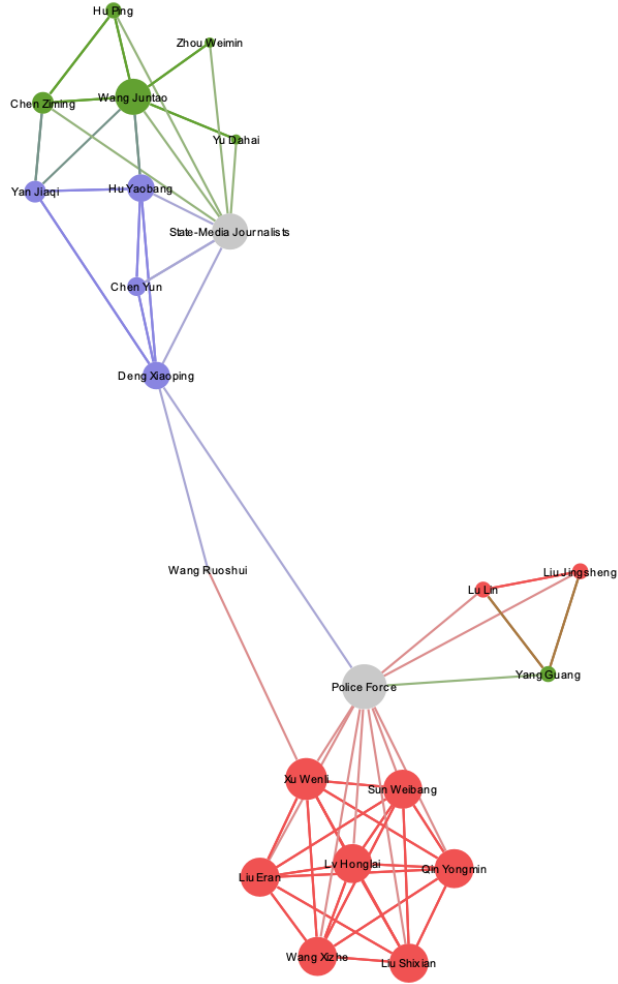 Hu Ping
Zhou Weimin
Wang Juntao
Chen Ziming
Yu Dahai
Yan Jiaqi
Hu Yaobang
State-Media Journalists
Chen Yun
Deng Xiaoping
Wang Ruoshui
Liu Jingsheng
Lu Lin
Yang Guang
Police Force
Xu Wenli
Sun Weibang
Lv Honglai
Qin Yongmin
Liu Eran
Wang Xizhe
Liu Shixian